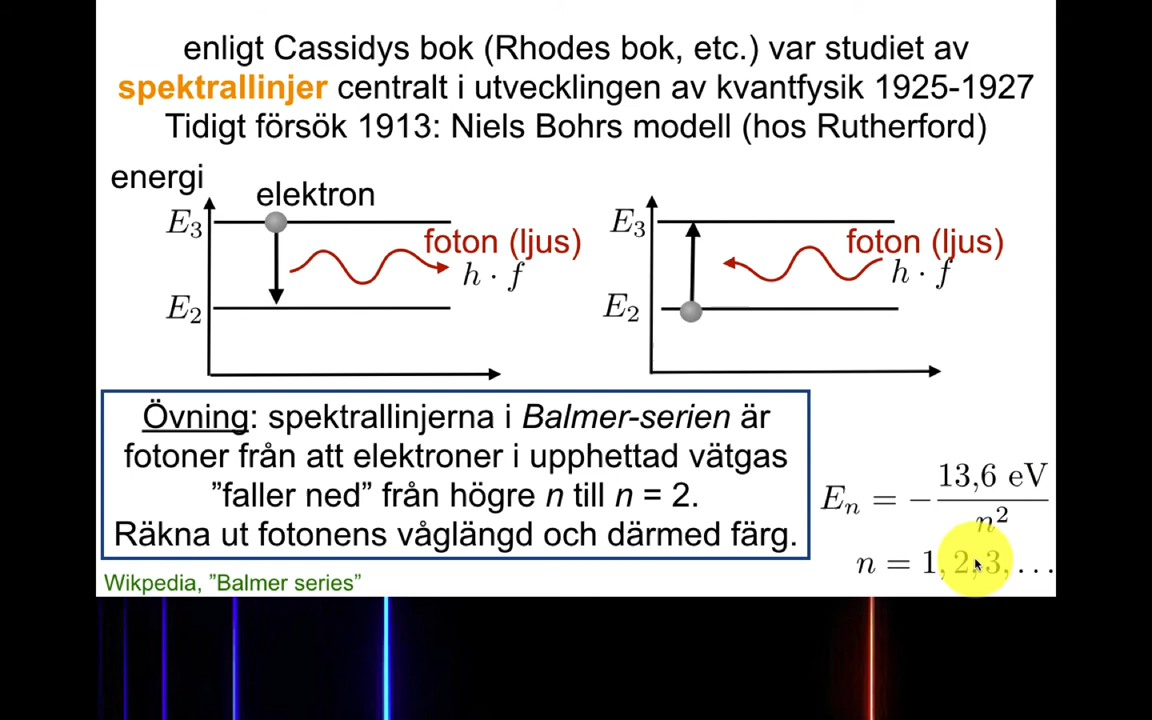 enligt Cassidys bok (Rhodes bok, etc.) var studiet av
spektrallinjer centralt i utvecklingen av kvantfysik 1925-1927
Tidigt försök 1913: Niels Bohrs modell (hos Rutherford)
energi
elektron
E₃
foton (ljus)
h · f
E₂
E₃
foton (ljus)
h · f
E₂
Övning: spektrallinjerna i Balmer-serien är
fotoner från att elektroner i upphettad vätgas
”faller ned” från högre n till n = 2.
Räkna ut fotonens våglängd och därmed färg.
Eₙ = − 13,6 eV / n²
n = 1, 2, 3, . . .
Wikipedia, ”Balmer series”